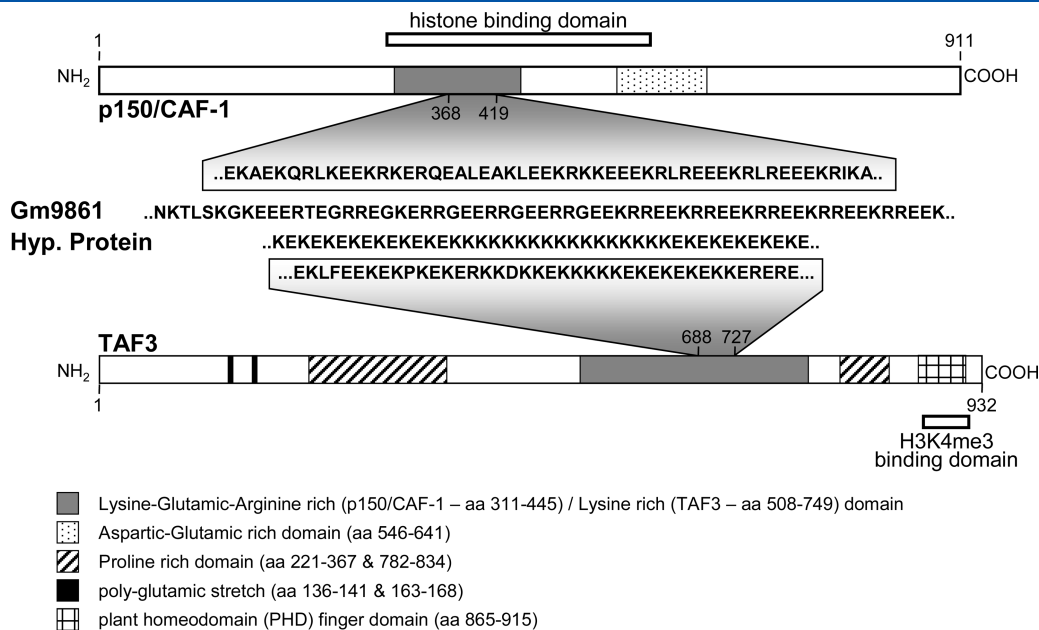 histone binding domain
1 911
NH2 COOH
p150/CAF-1
368 419
..EKAEKQRLKEEKRKERQEALEAKLEEKRKKEEEKRLREEEKRLREEEKRIKA..
Gm9861 ..NKTLSKGKEEERTEGRREGKERRGEERRGEERRGEEKRREEKRREEKRREEKRREEKRREEK..
Hyp. Protein ..KEKEKEKEKEKEKEKKKKKKKKKKKKKKKKKKEKEKEKEKEKE..
...EKLFEEKEKPKEKERKKDKKEKKKKKEKEKEKEKKERERE...
688 727
TAF3
NH2 COOH
1 932
H3K4me3
binding domain
Lysine-Glutamic-Arginine rich (p150/CAF-1 – aa 311-445) / Lysine rich (TAF3 – aa 508-749) domain
Aspartic-Glutamic rich domain (aa 546-641)
Proline rich domain (aa 221-367 & 782-834)
poly-glutamic stretch (aa 136-141 & 163-168)
plant homeodomain (PHD) finger domain (aa 865-915)